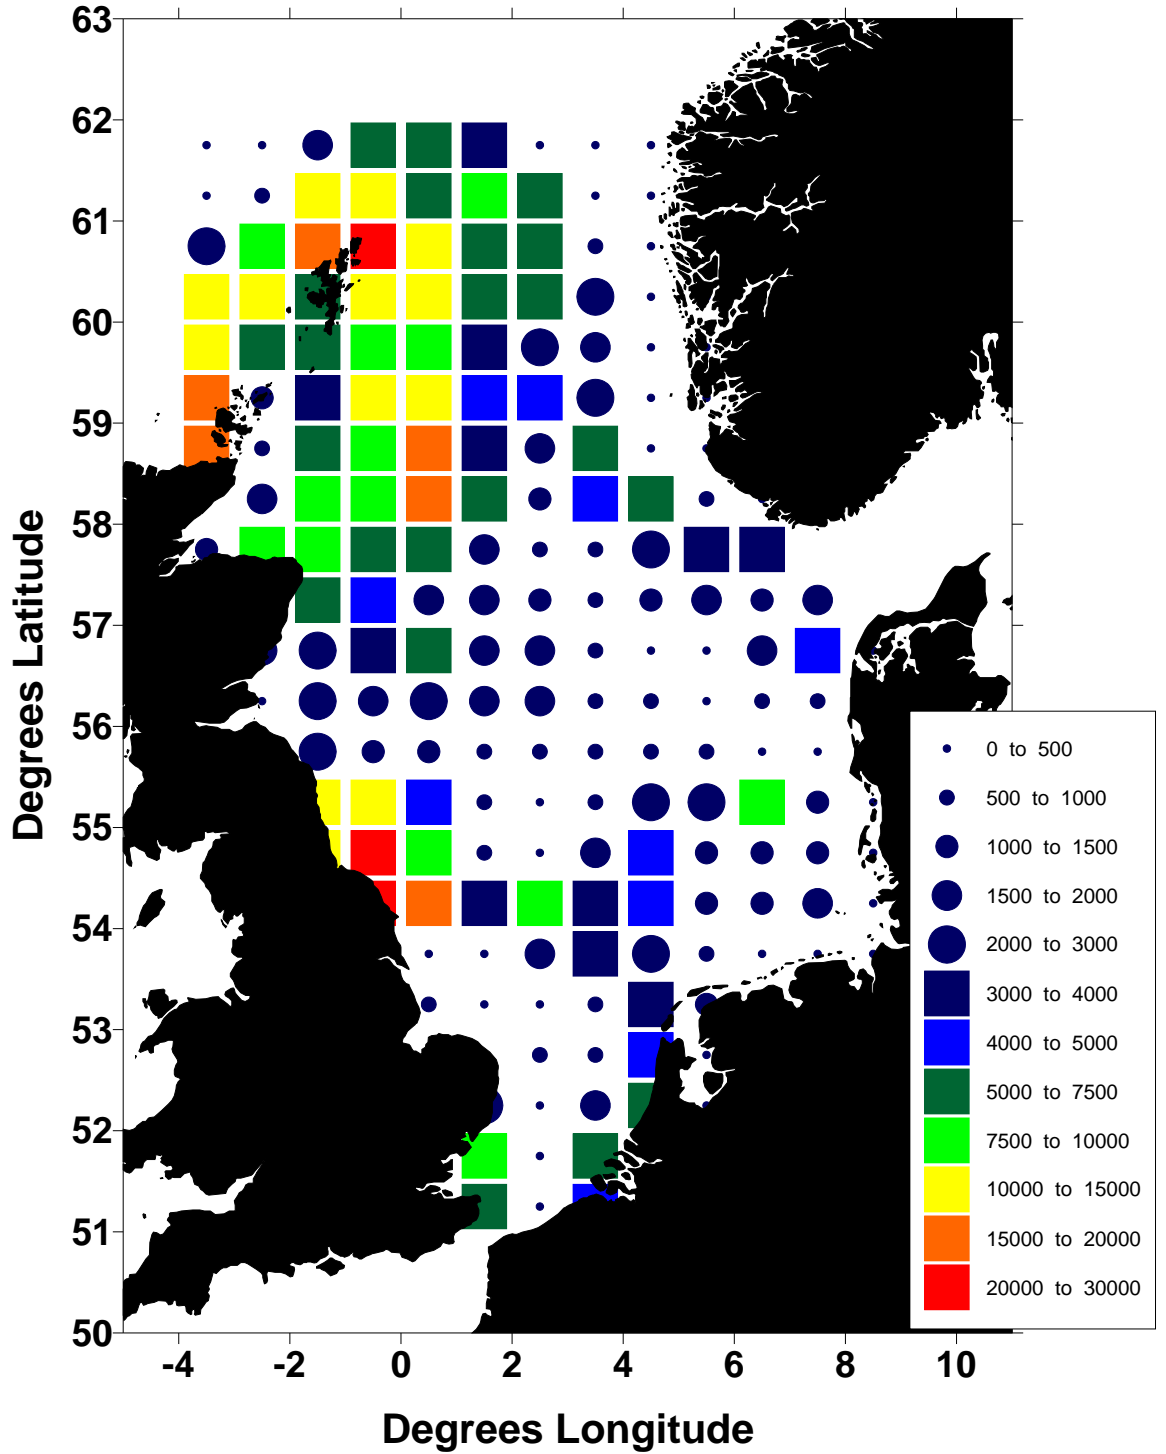 63
62
61
60
59
58
57
56
55
54
53
52
51
50
Degrees Latitude
-4 -2 0 2 4 6 8 10
Degrees Longitude
0 to 500
500 to 1000
1000 to 1500
1500 to 2000
2000 to 3000
3000 to 4000
4000 to 5000
5000 to 7500
7500 to 10000
10000 to 15000
15000 to 20000
20000 to 30000